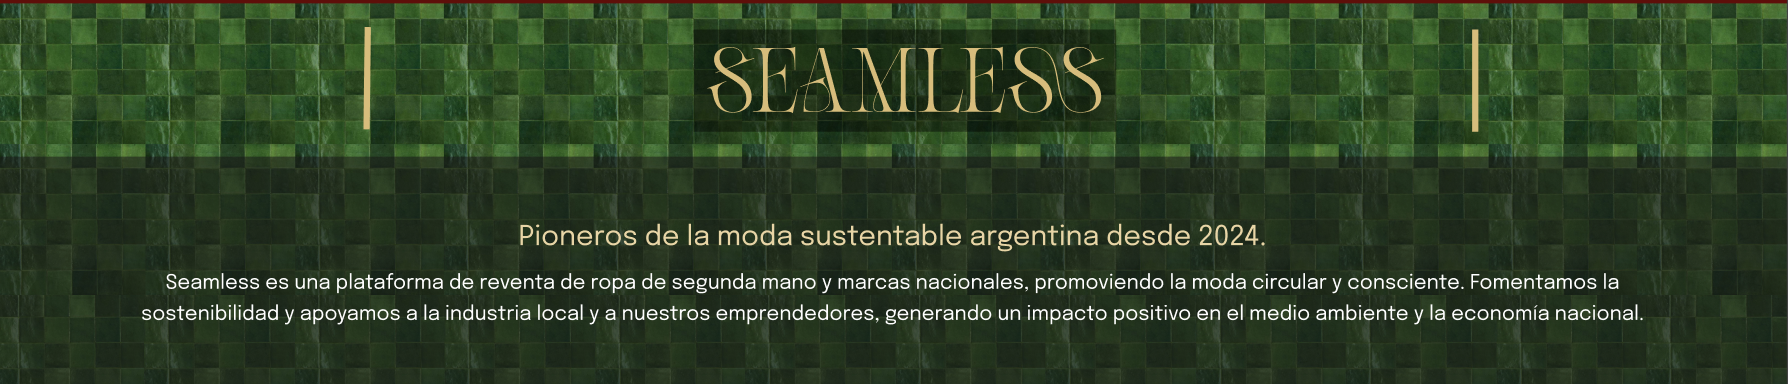 SEAMLESS
Pioneros de la moda sustentable argentina desde 2024.
Seamless es una plataforma de reventa de ropa de segunda mano y marcas nacionales, promoviendo la moda circular y consciente. Fomentamos la
sostenibilidad y apoyamos a la industria local y a nuestros emprendedores, generando un impacto positivo en el medio ambiente y la economía nacional.